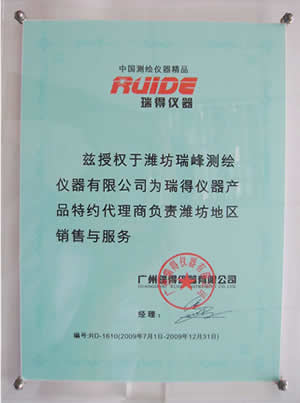 中国测绘仪器精品
RUIDE
瑞得仪器
兹授权于潍坊瑞峰测绘
仪器有限公司为瑞得仪器产
品特约代理商负责潍坊地区
销售与服务
广州瑞得仪器有限公司
经理：
编号:RD-1610(2009年7月1日-2009年12月31日)